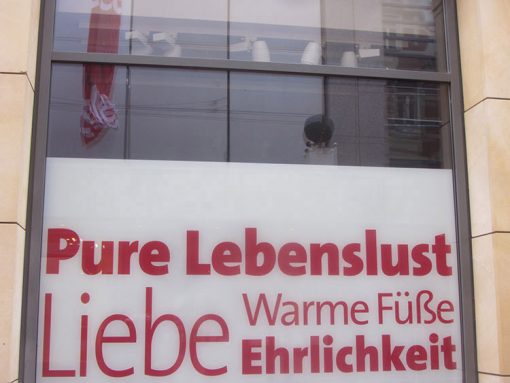 Pure Lebenslust
Liebe
Warme Füße
Ehrlichkeit